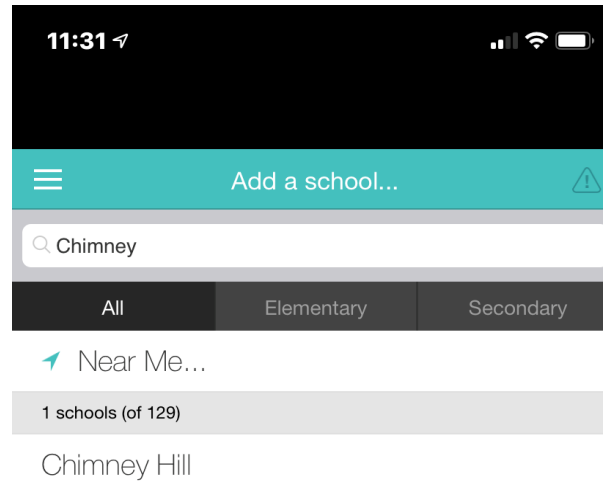 11:31
Add a school...
Chimney
All Elementary Secondary
Near Me...
1 schools (of 129)
Chimney Hill